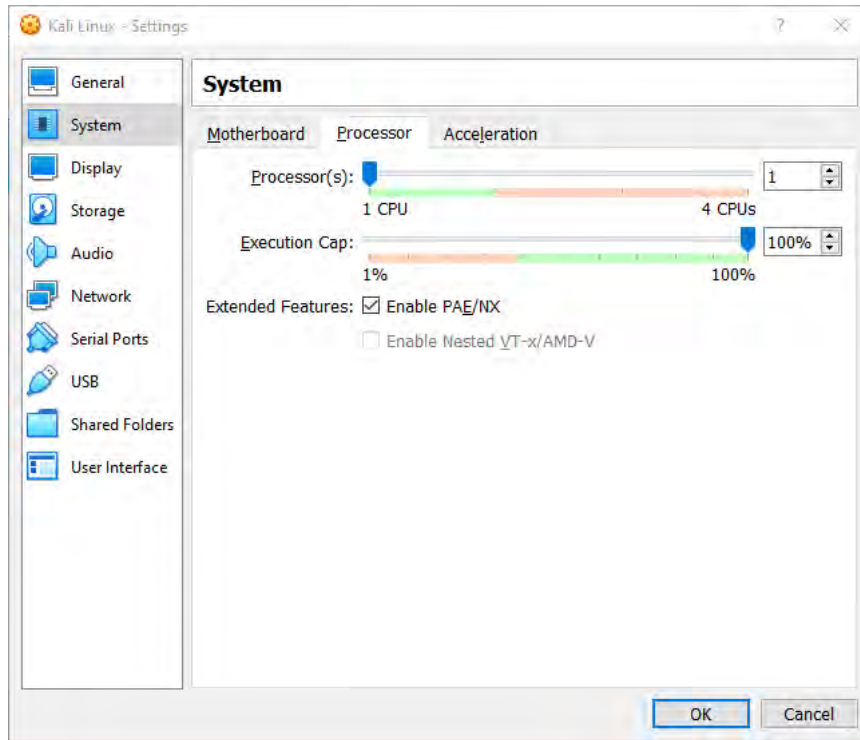 Kali Linux - Settings
?
General
System
Display
Storage
Audio
Network
Serial Ports
USB
Shared Folders
User Interface
System
Motherboard Processor Acceleration
Processor(s): 1
1 CPU 4 CPUs
Execution Cap: 100%
1% 100%
Extended Features: Enable PAE/NX
Enable Nested VT-x/AMD-V
OK Cancel